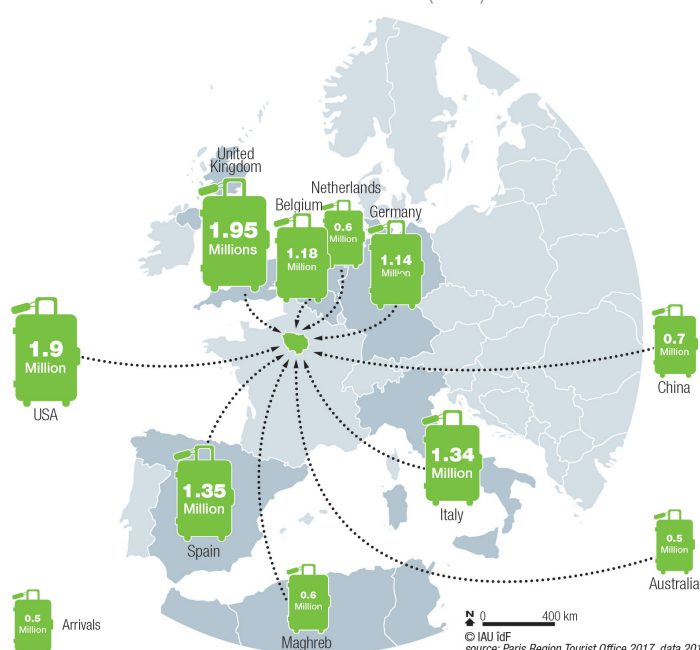 United
Kingdom
1.95
Millions
Belgium
1.18
Million
Netherlands
0.6
Million
Germany
1.14
Million
1.9
Million
USA
0.7
Million
China
1.35
Million
Spain
1.34
Million
Italy
0.5
Million
Australia
0.6
Million
Maghreb
0.5
Million
Arrivals
N 0 400 km
© IAU îdF
source: Paris Region Tourist Office 2017, data